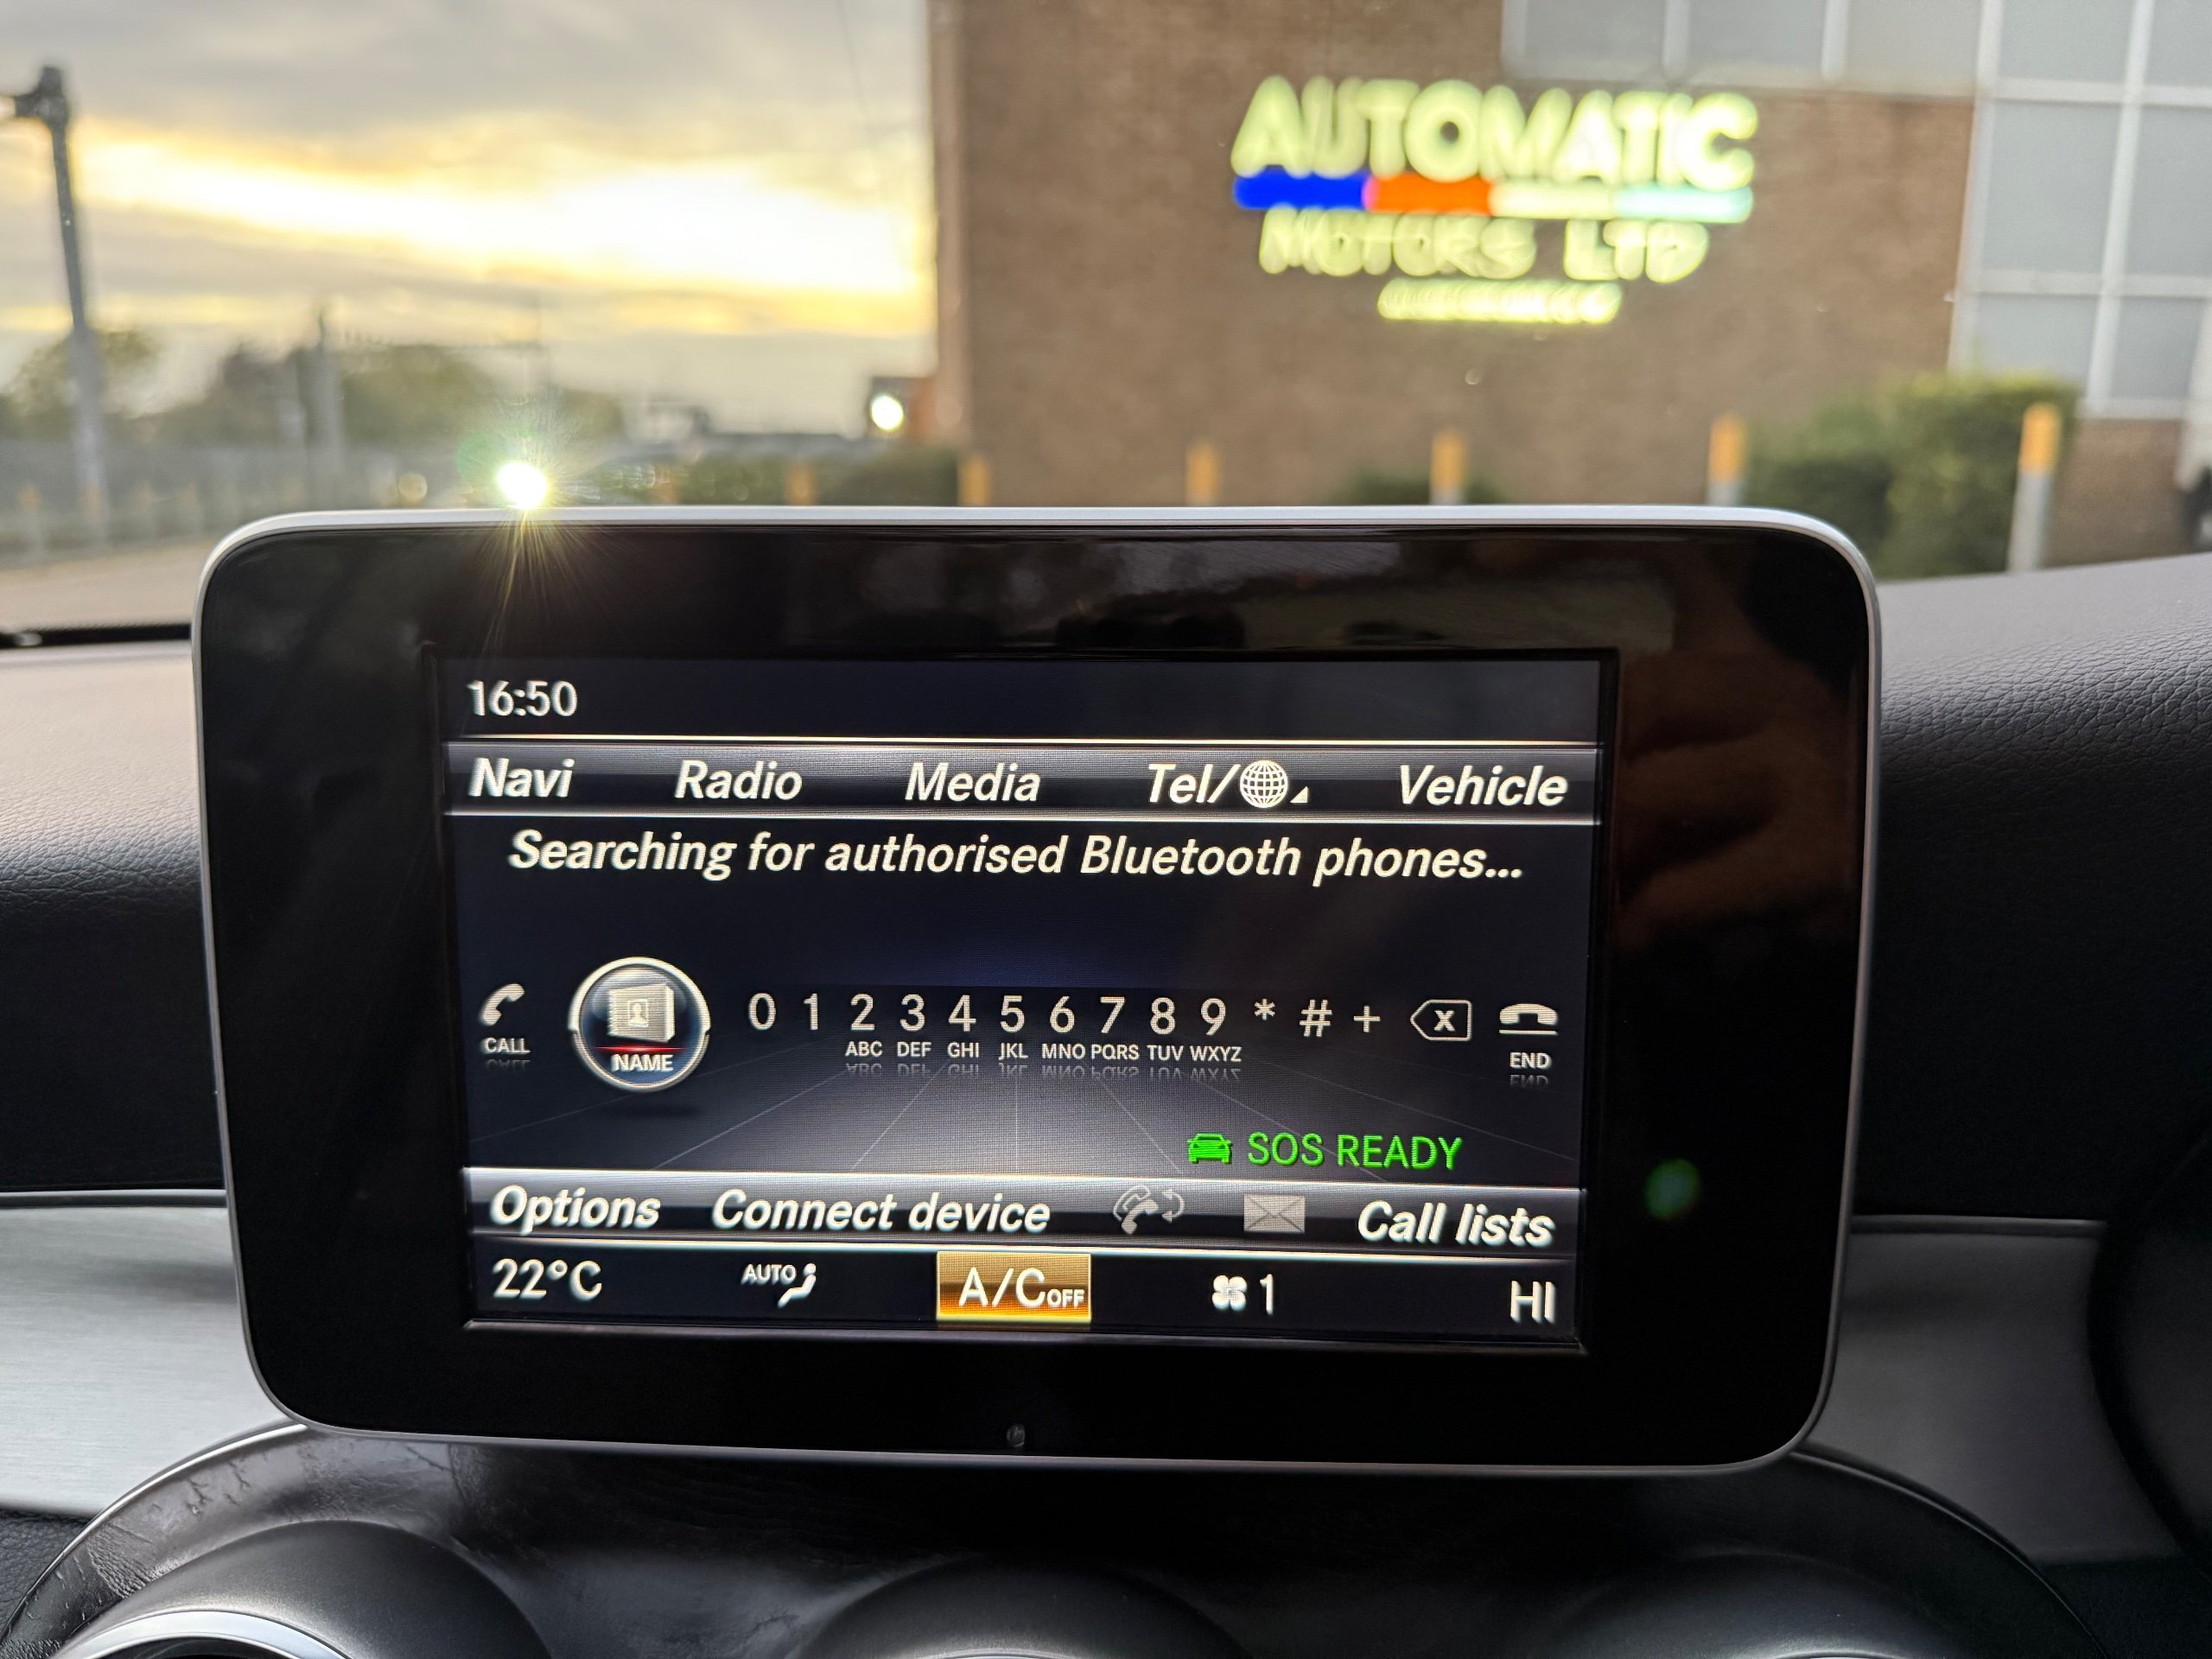 AUTOMATIC
MOTORS LTD
16:50
Navi Radio Media Tel/ Vehicle
Searching for authorised Bluetooth phones...
CALL NAME 0 1 2 3 4 5 6 7 8 9 * # + x END
ABC DEF GHI JKL MNO PQRS TUV WXYZ
SOS READY
Options Connect device Call lists
22°C AUTO A/C OFF 1 HI